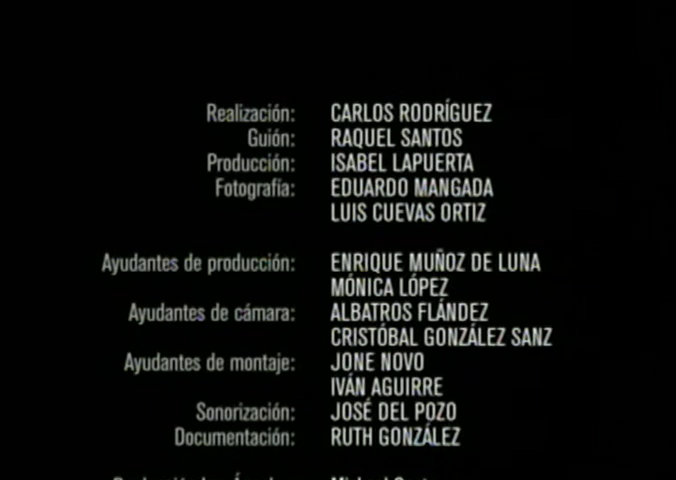 Realización: CARLOS RODRÍGUEZ
Guión: RAQUEL SANTOS
Producción: ISABEL LAPUERTA
Fotografía: EDUARDO MANGADA
LUIS CUEVAS ORTIZ
Ayudantes de producción: ENRIQUE MUÑOZ DE LUNA
MÓNICA LÓPEZ
Ayudantes de cámara: ALBATROS FLÁNDEZ
CRISTÓBAL GONZÁLEZ SANZ
Ayudantes de montaje: JONE NOVO
IVÁN AGUIRRE
Sonorización: JOSÉ DEL POZO
Documentación: RUTH GONZÁLEZ